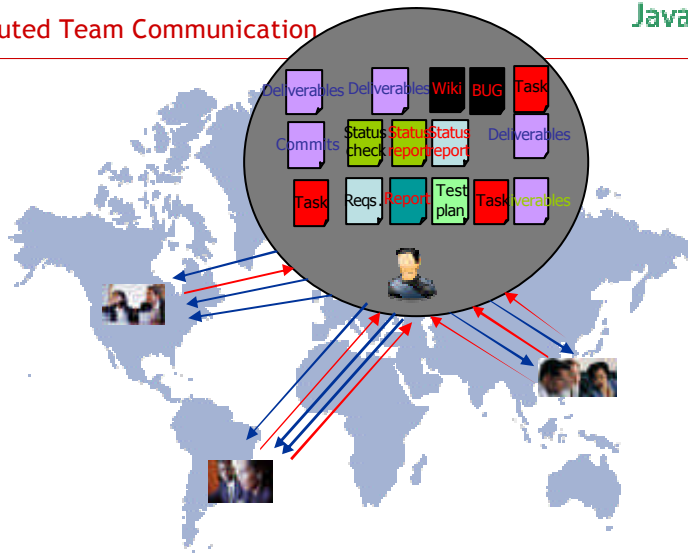 uted Team Communication
Java
Deliverables Deliverables Wiki BUG Task
Commits Status check Status report Status report Deliverables
Task Reqs. Report Test plan Task iverables